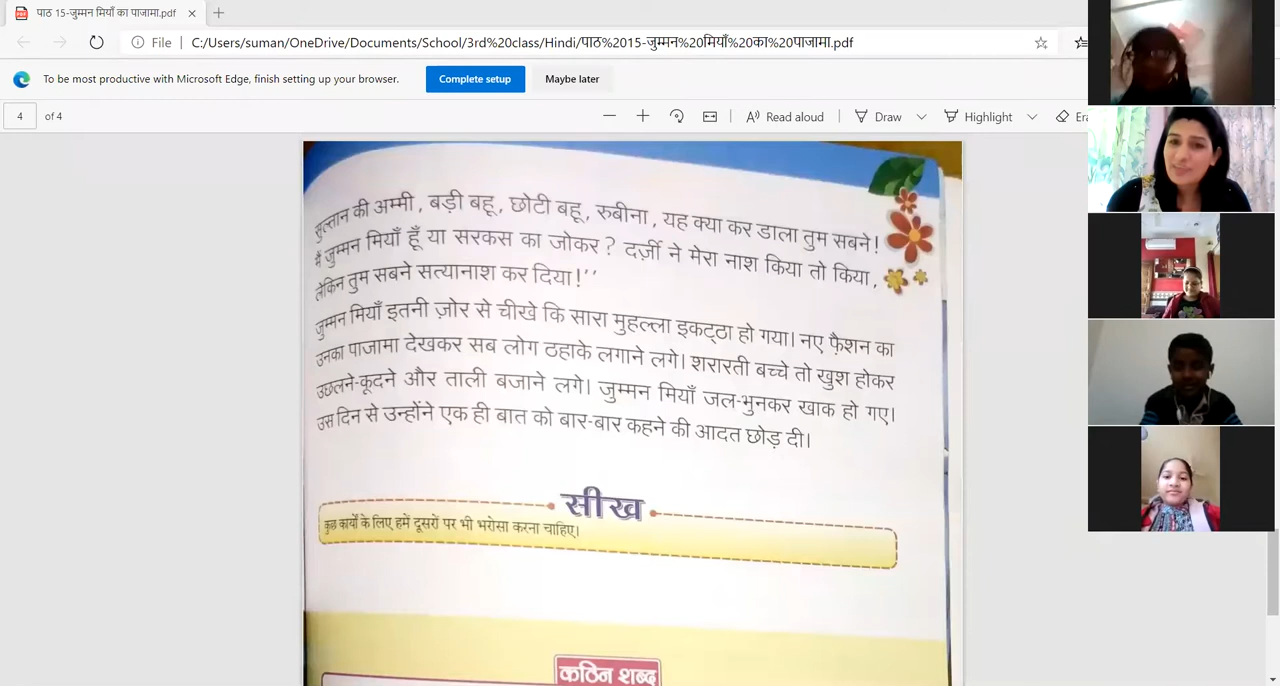 पाठ 15-जुम्मन मियाँ का पाजामा.pdf
File | C:/Users/suman/OneDrive/Documents/School/3rd%20class/Hindi/पाठ%2015-जुम्मन%20मियाँ%20का%20पाजामा.pdf
To be most productive with Microsoft Edge, finish setting up your browser. Complete setup Maybe later
4 of 4 Read aloud Draw Highlight
सुल्तान की अम्मी, बड़ी बहू, छोटी बहू, रुबीना, यह क्या कर डाला तुम सबने!
मैं जुम्मन मियाँ हूँ या सरकस का जोकर? दर्ज़ी ने मेरा नाश किया तो किया,
लेकिन तुम सबने सत्यानाश कर दिया!’’
जुम्मन मियाँ इतनी ज़ोर से चीखे कि सारा मुहल्ला इकट्ठा हो गया। नए फ़ैशन का
उनका पाजामा देखकर सब लोग ठहाके लगाने लगे। शरारती बच्चे तो खुश होकर
उछलने-कूदने और ताली बजाने लगे। जुम्मन मियाँ जल-भुनकर खाक हो गए।
उस दिन से उन्होंने एक ही बात को बार-बार कहने की आदत छोड़ दी।
सीख
कुछ कार्यों के लिए हमें दूसरों पर भी भरोसा करना चाहिए।
कठिन शब्द